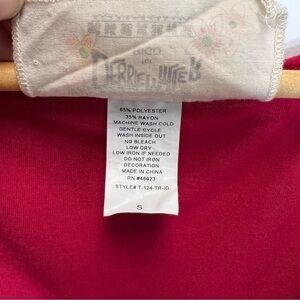 65% POLYESTER
35% RAYON
MACHINE WASH COLD
GENTLE CYCLE
WASH INSIDE OUT
NO BLEACH
LOW DRY
LOW IRON IF NEEDED
DO NOT IRON
DECORATION
MADE IN CHINA
RN #46623
STYLE# T-124-TR-IG
S